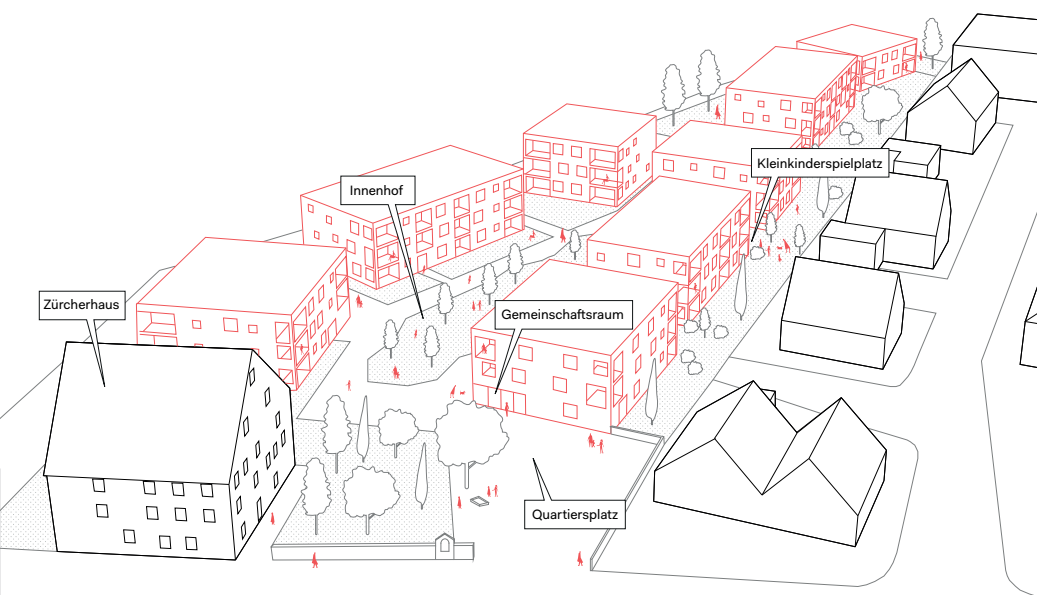 Kleinkinderspielplatz
Innenhof
Zürcherhaus
Gemeinschaftsraum
Quartiersplatz